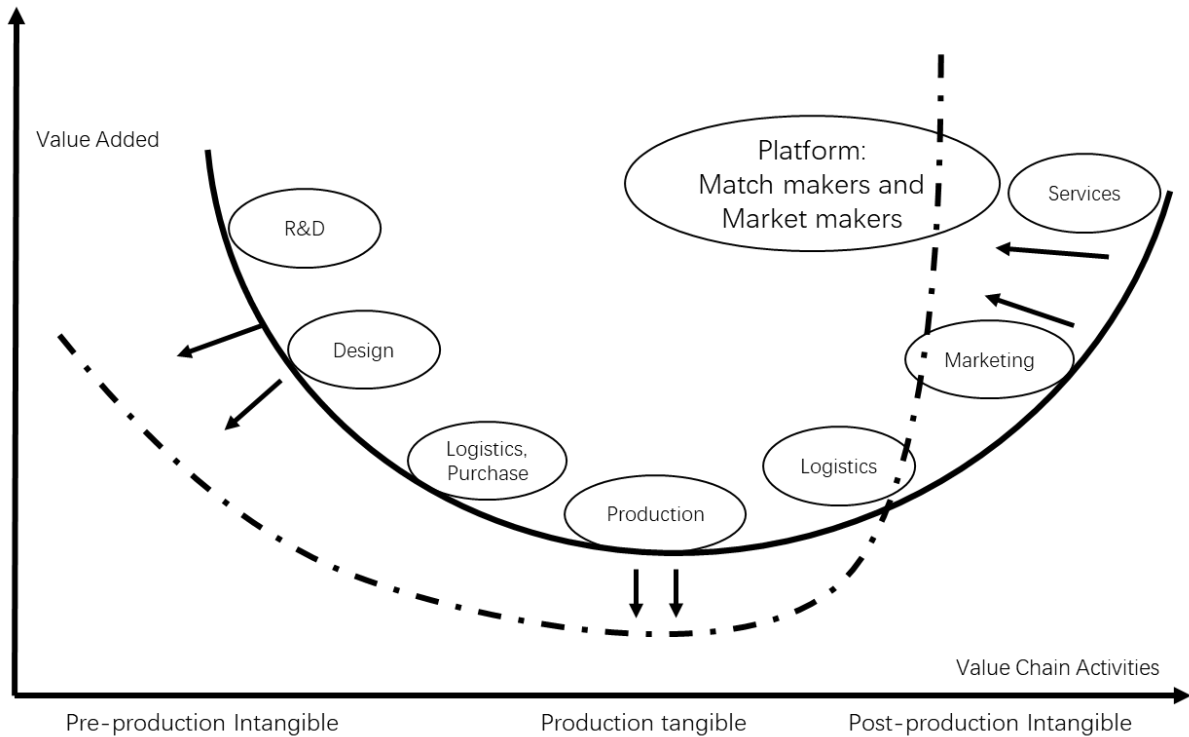 Value Added
Platform:
Match makers and
Market makers
Services
R&D
Design
Marketing
Logistics,
Purchase
Logistics
Production
Value Chain Activities
Pre-production Intangible
Production tangible
Post-production Intangible